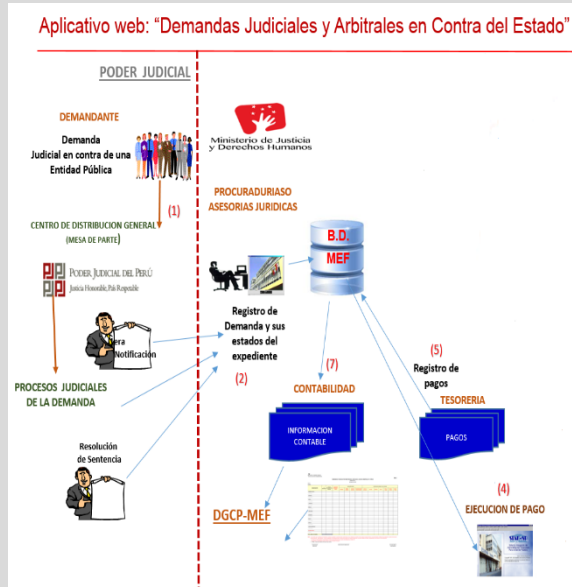 Aplicativo web: “Demandas Judiciales y Arbitrales en Contra del Estado”
PODER JUDICIAL
DEMANDANTE
Demanda
Judicial en contra de una
Entidad Pública
(1)
CENTRO DE DISTRIBUCION GENERAL
(MESA DE PARTE)
PODER JUDICIAL DEL PERÚ
Justicia Honorable, País Respetable
era
Notificación
PROCESOS JUDICIALES
DE LA DEMANDA
Resolución
de Sentencia
Ministerio de Justicia
y Derechos Humanos
PROCURADURIASO
ASESORIAS JURIDICAS
B.D.
MEF
Registro de
Demanda y sus
estados del
expediente
(2)
(7)
CONTABILIDAD
INFORMACION
CONTABLE
DGCP-MEF
(5)
Registro de
pagos
TESORERIA
PAGOS
(4)
EJECUCION DE PAGO